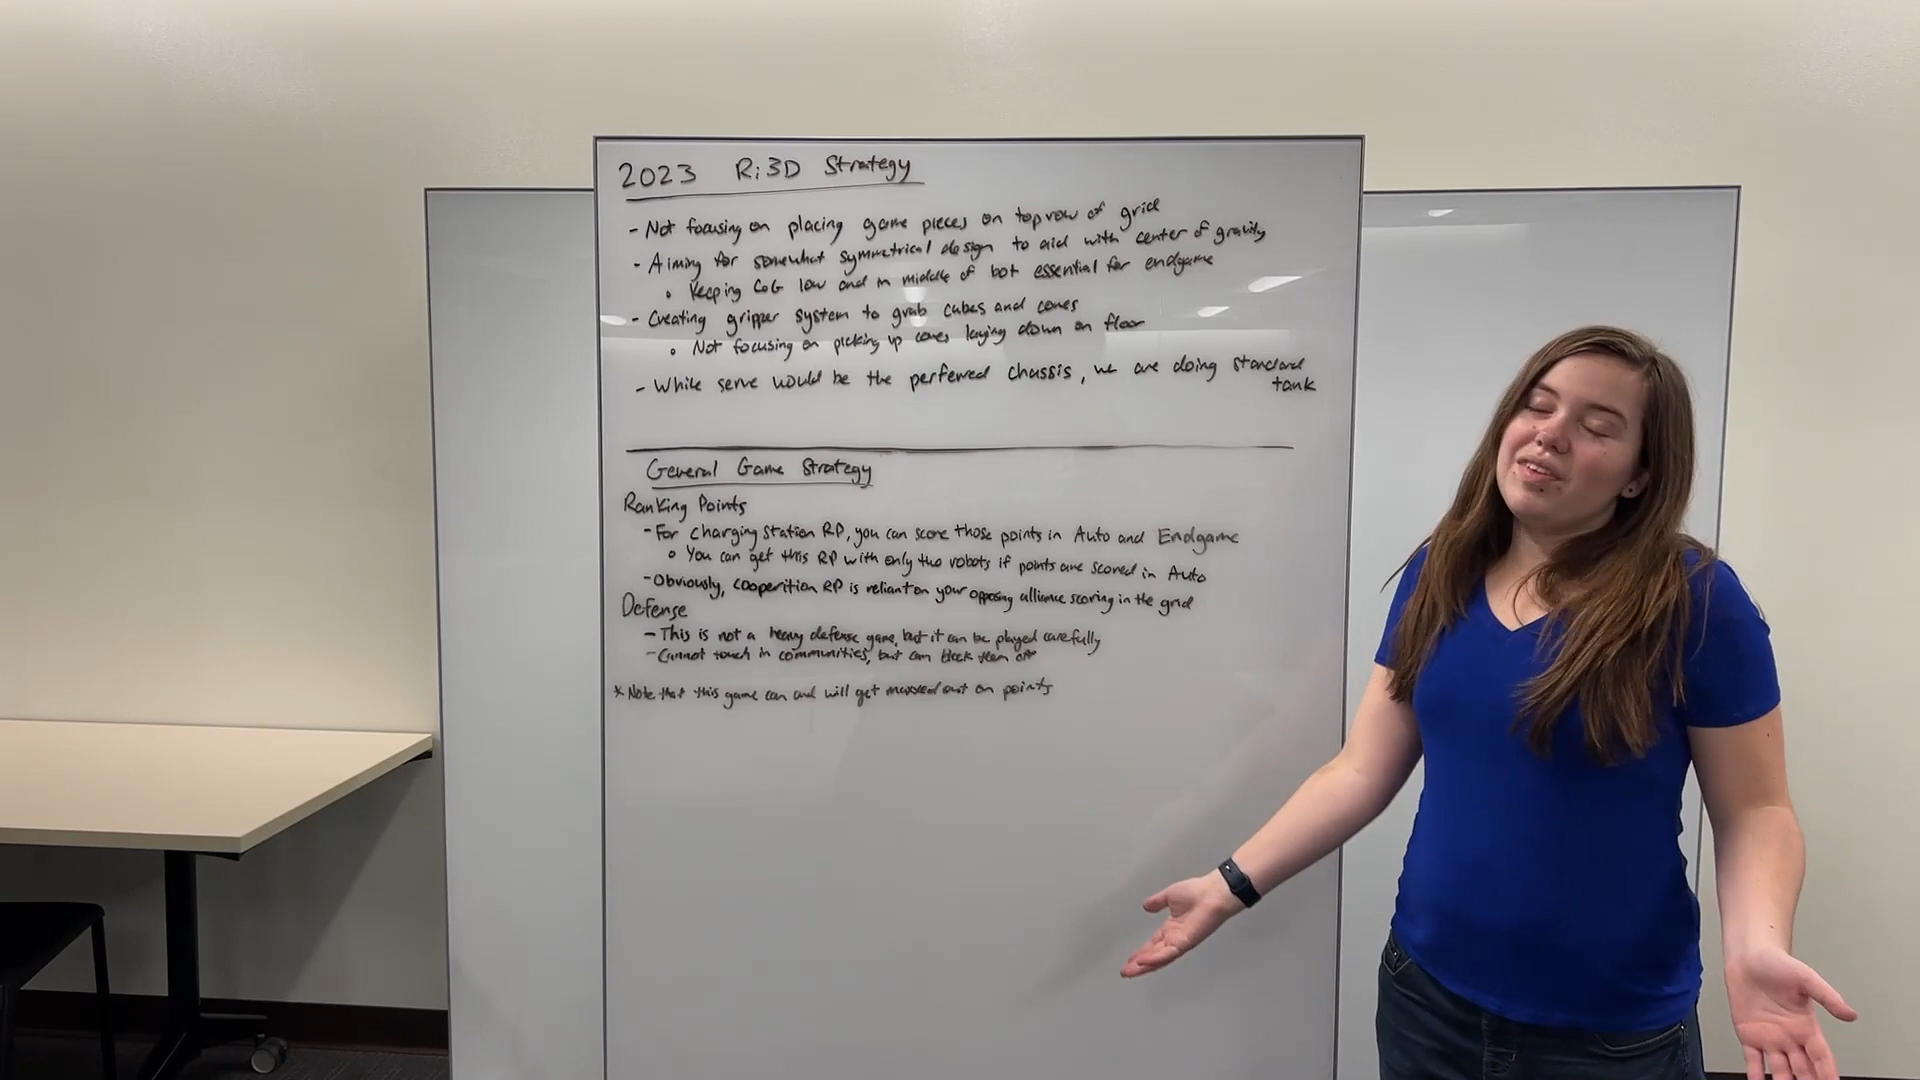 2023 Ri3D Strategy
- Not focusing on placing game pieces on top row of grid
- Aiming for somewhat symmetrical design to aid with center of gravity
◦ Keeping CoG low and in middle of bot essential for endgame
- Creating gripper system to grab cubes and cones
◦ Not focusing on picking up cones laying down on floor
- While serve would be the perferred chassis, we are doing standard
tank
General Game Strategy
Ranking Points
- For charging station RP, you can score those points in Auto and Endgame
◦ You can get this RP with only two robots if points are scored in Auto
- Obviously, cooperition RP is reliant on your opposing alliance scoring in the grid
Defense
- This is not a heavy defense game, but it can be played carefully
- Cannot touch in communities, but can block them off
* Note that this game can and will get maxxed out on points